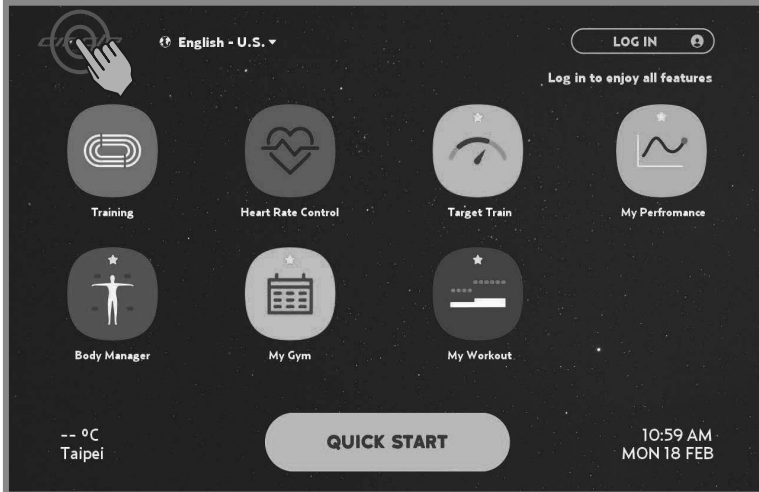 English - U.S.
LOG IN
Log in to enjoy all features
Training
Heart Rate Control
Target Train
My Perfromance
Body Manager
My Gym
My Workout
-- ºC
Taipei
QUICK START
10:59 AM
MON 18 FEB